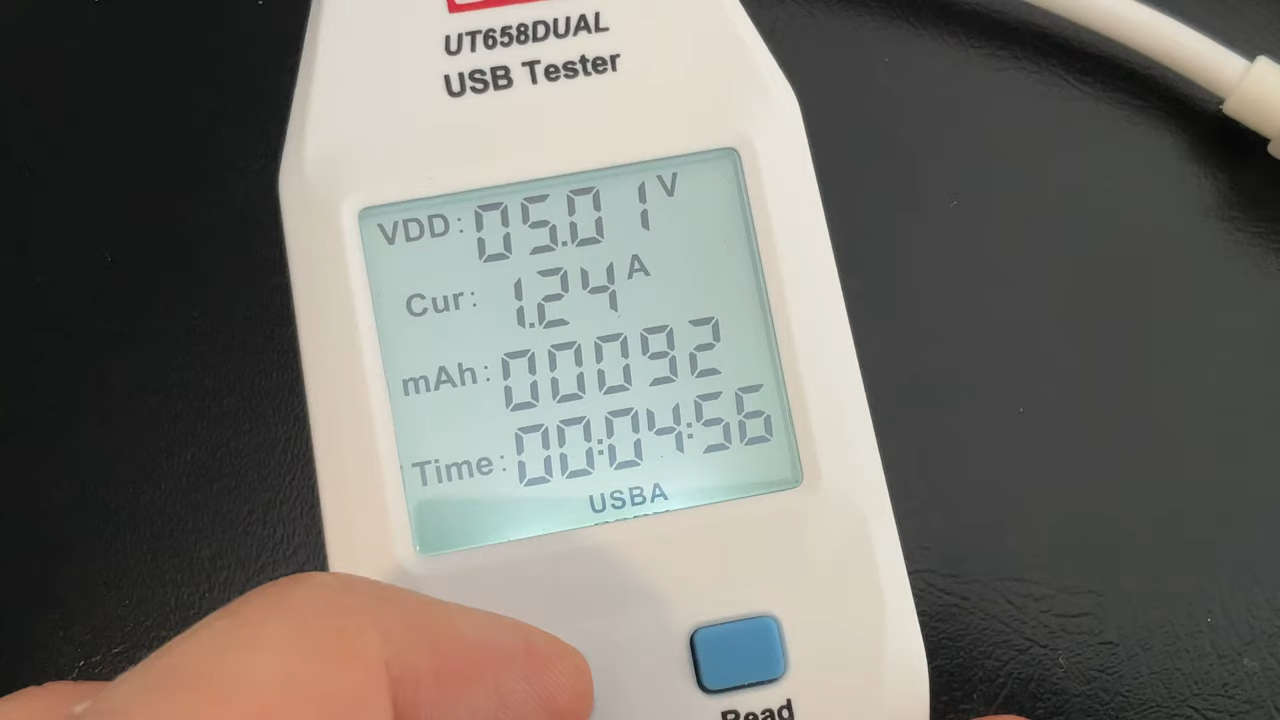 UT658DUAL
USB Tester
VDD: 05.01 V
Cur: 1.24 A
mAh: 00092
Time: 00:04:56
USBA
Read